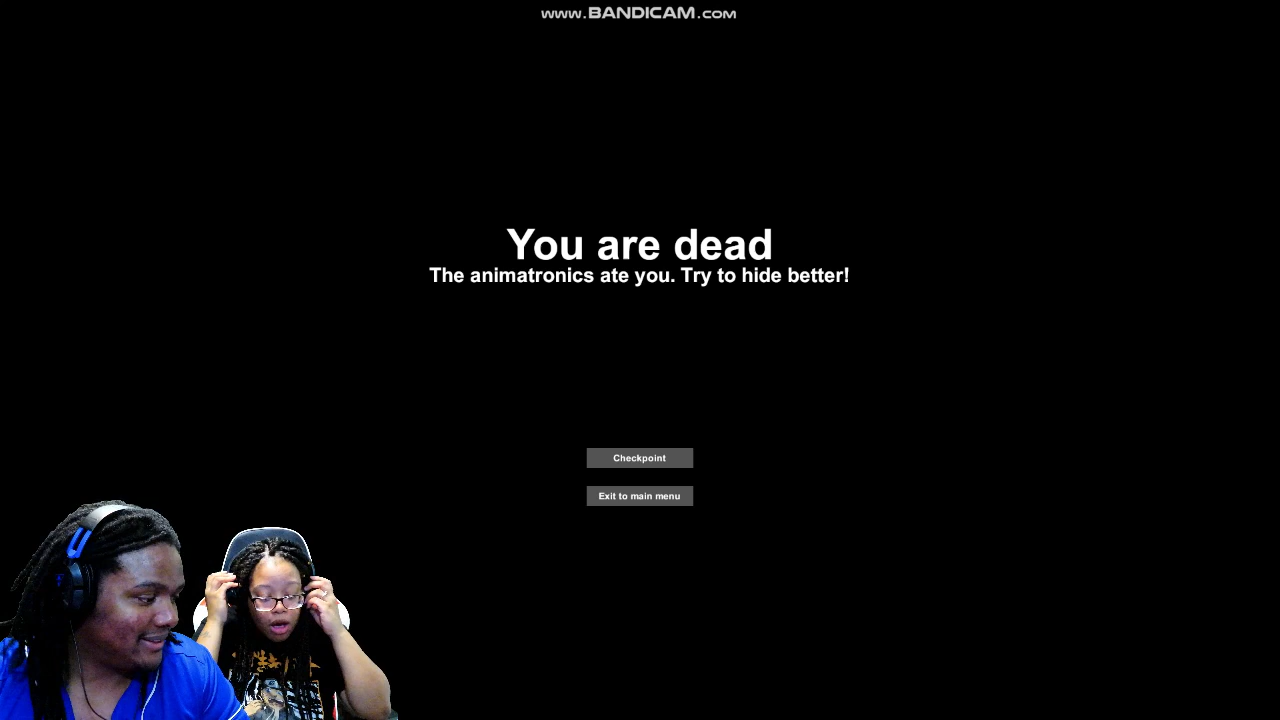 www.BANDICAM.com
You are dead
The animatronics ate you. Try to hide better!
Checkpoint
Exit to main menu